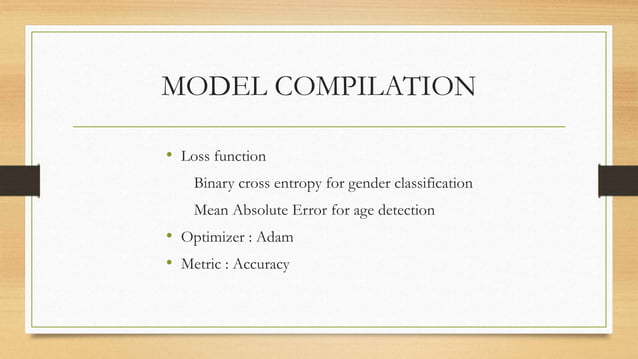 MODEL COMPILATION
• Loss function
Binary cross entropy for gender classification
Mean Absolute Error for age detection
• Optimizer : Adam
• Metric : Accuracy